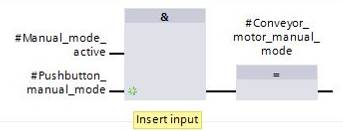 &
#Conveyor_
motor_manual_
mode
#Manual_mode_
active
#Pushbutton_
manual_mode
=
Insert input